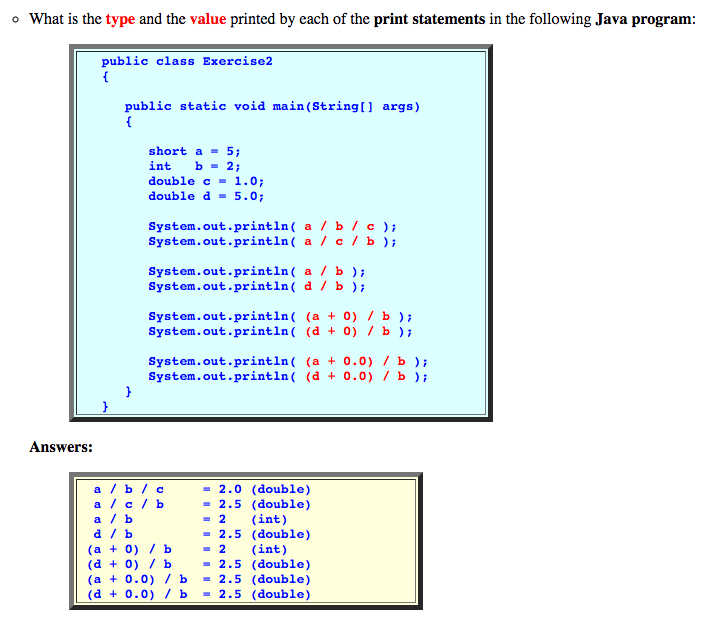 What is the type and the value printed by each of the print statements in the following Java program:
public class Exercise2
{
public static void main(String[] args)
{
short a = 5;
int b = 2;
double c = 1.0;
double d = 5.0;
System.out.println( a / b / c );
System.out.println( a / c / b );
System.out.println( a / b );
System.out.println( d / b );
System.out.println( (a + 0) / b );
System.out.println( (d + 0) / b );
System.out.println( (a + 0.0) / b );
System.out.println( (d + 0.0) / b );
}
}
Answers:
a / b / c = 2.0 (double)
a / c / b = 2.5 (double)
a / b = 2 (int)
d / b = 2.5 (double)
(a + 0) / b = 2 (int)
(d + 0) / b = 2.5 (double)
(a + 0.0) / b = 2.5 (double)
(d + 0.0) / b = 2.5 (double)